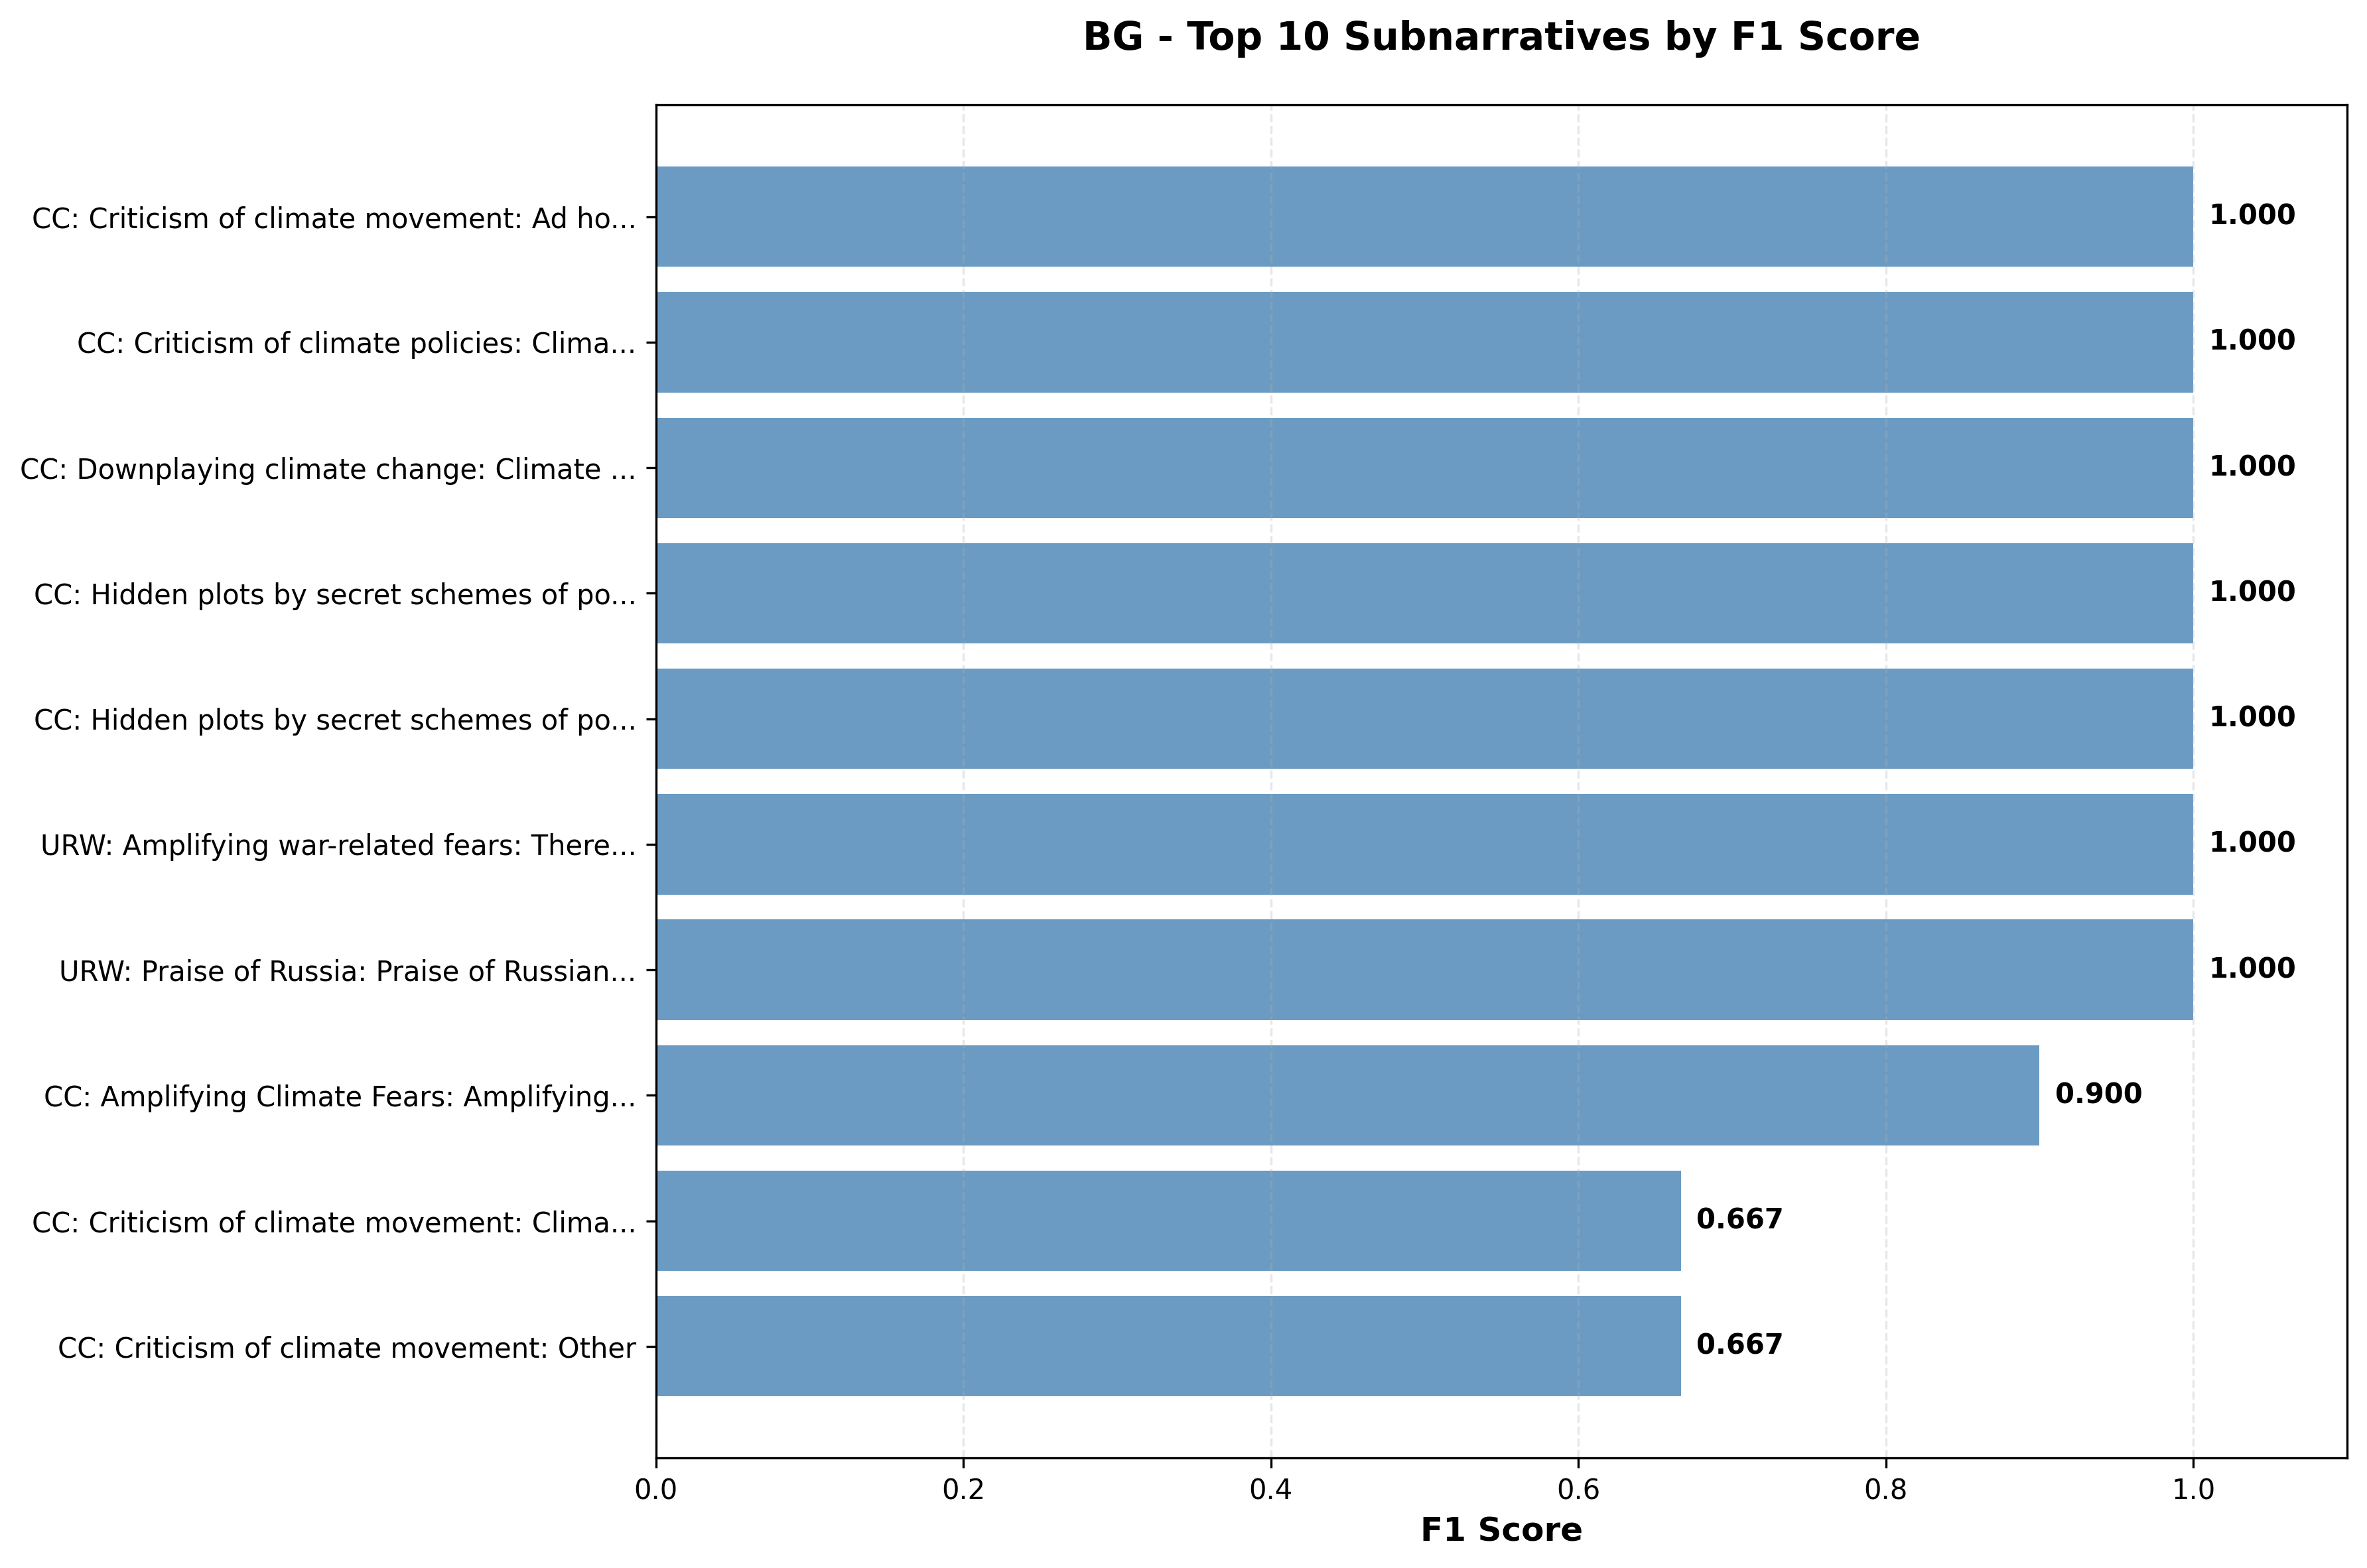 BG - Top 10 Subnarratives by F1 Score
CC: Criticism of climate movement: Ad ho... 1.000
CC: Criticism of climate policies: Clima... 1.000
CC: Downplaying climate change: Climate ... 1.000
CC: Hidden plots by secret schemes of po... 1.000
CC: Hidden plots by secret schemes of po... 1.000
URW: Amplifying war-related fears: There... 1.000
URW: Praise of Russia: Praise of Russian... 1.000
CC: Amplifying Climate Fears: Amplifying... 0.900
CC: Criticism of climate movement: Clima... 0.667
CC: Criticism of climate movement: Other 0.667
0.0 0.2 0.4 0.6 0.8 1.0
F1 Score